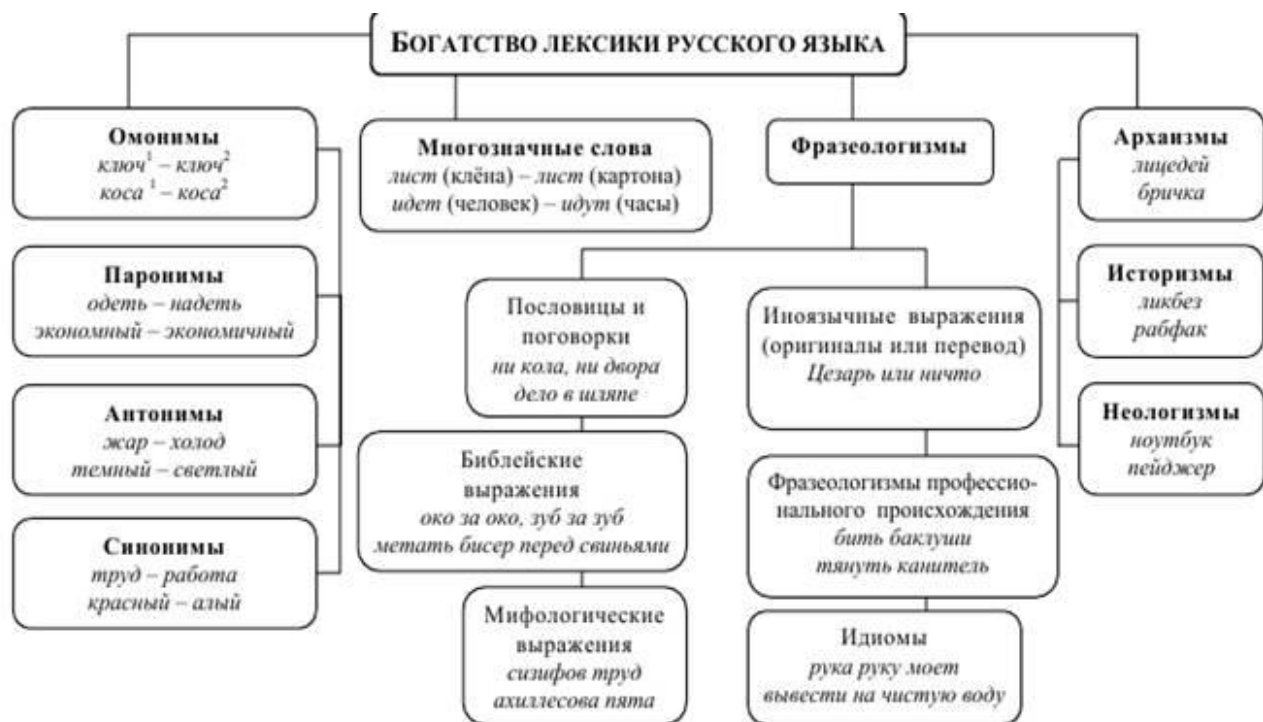 БОГАТСТВО ЛЕКСИКИ РУССКОГО ЯЗЫКА
Омонимы
ключ¹ – ключ²
коса ¹ – коса²
Паронимы
одеть – надеть
экономный – экономичный
Антонимы
жар – холод
темный – светлый
Синонимы
труд – работа
красный – алый
Многозначные слова
лист (клёна) – лист (картона)
идет (человек) – идут (часы)
Фразеологизмы
Пословицы и
поговорки
ни кола, ни двора
дело в шляпе
Библейские
выражения
око за око, зуб за зуб
метать бисер перед свиньями
Мифологические
выражения
сизифов труд
ахиллесова пята
Иноязычные выражения
(оригиналы или перевод)
Цезарь или ничто
Фразеологизмы профессио-
нального происхождения
бить баклуши
тянуть канитель
Идиомы
рука руку моет
вывести на чистую воду
Архаизмы
лицедей
бричка
Историзмы
ликбез
рабфак
Неологизмы
ноутбук
пейджер